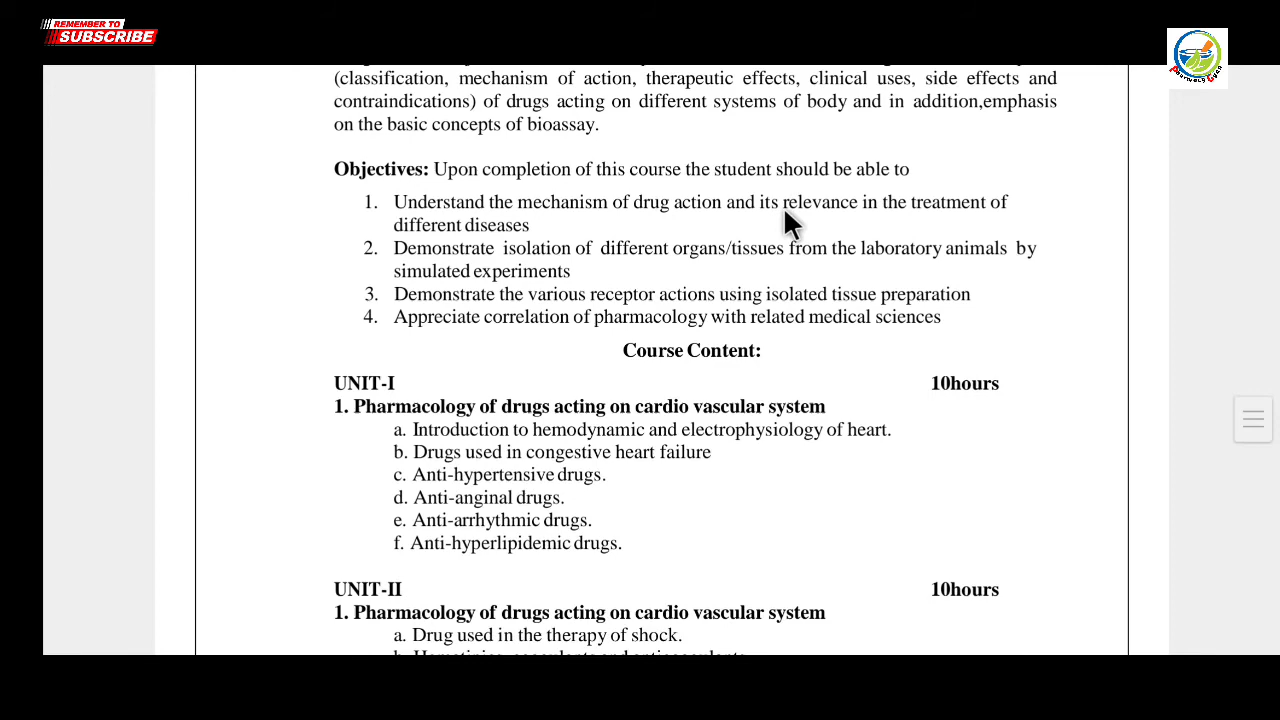 REMEMBER TO
SUBSCRIBE
(classification, mechanism of action, therapeutic effects, clinical uses, side effects and
contraindications) of drugs acting on different systems of body and in addition,emphasis
on the basic concepts of bioassay.
Objectives: Upon completion of this course the student should be able to
1. Understand the mechanism of drug action and its relevance in the treatment of
different diseases
2. Demonstrate isolation of different organs/tissues from the laboratory animals by
simulated experiments
3. Demonstrate the various receptor actions using isolated tissue preparation
4. Appreciate correlation of pharmacology with related medical sciences
Course Content:
UNIT-I 10hours
1. Pharmacology of drugs acting on cardio vascular system
a. Introduction to hemodynamic and electrophysiology of heart.
b. Drugs used in congestive heart failure
c. Anti-hypertensive drugs.
d. Anti-anginal drugs.
e. Anti-arrhythmic drugs.
f. Anti-hyperlipidemic drugs.
UNIT-II 10hours
1. Pharmacology of drugs acting on cardio vascular system
a. Drug used in the therapy of shock.